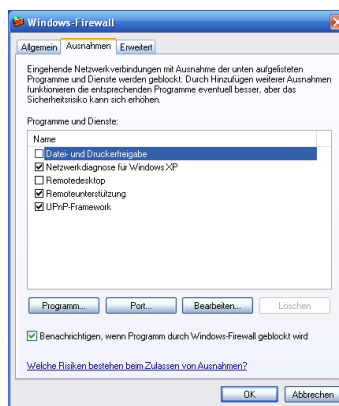 Windows-Firewall
Allgemein Ausnahmen Erweitert
Eingehende Netzwerkverbindungen mit Ausnahme der unten aufgelisteten
Programme und Dienste werden geblockt. Durch Hinzufügen weiterer Ausnahmen
funktionieren die entsprechenden Programme eventuell besser, aber das
Sicherheitsrisiko kann sich erhöhen.
Programme und Dienste:
Name
Datei- und Druckerfreigabe
Netzwerkdiagnose für Windows XP
Remotedesktop
Remoteunterstützung
UPnP-Framework
Programm... Port... Bearbeiten... Löschen
Benachrichtigen, wenn Programm durch Windows-Firewall geblockt wird
Welche Risiken bestehen beim Zulassen von Ausnahmen?
OK Abbrechen